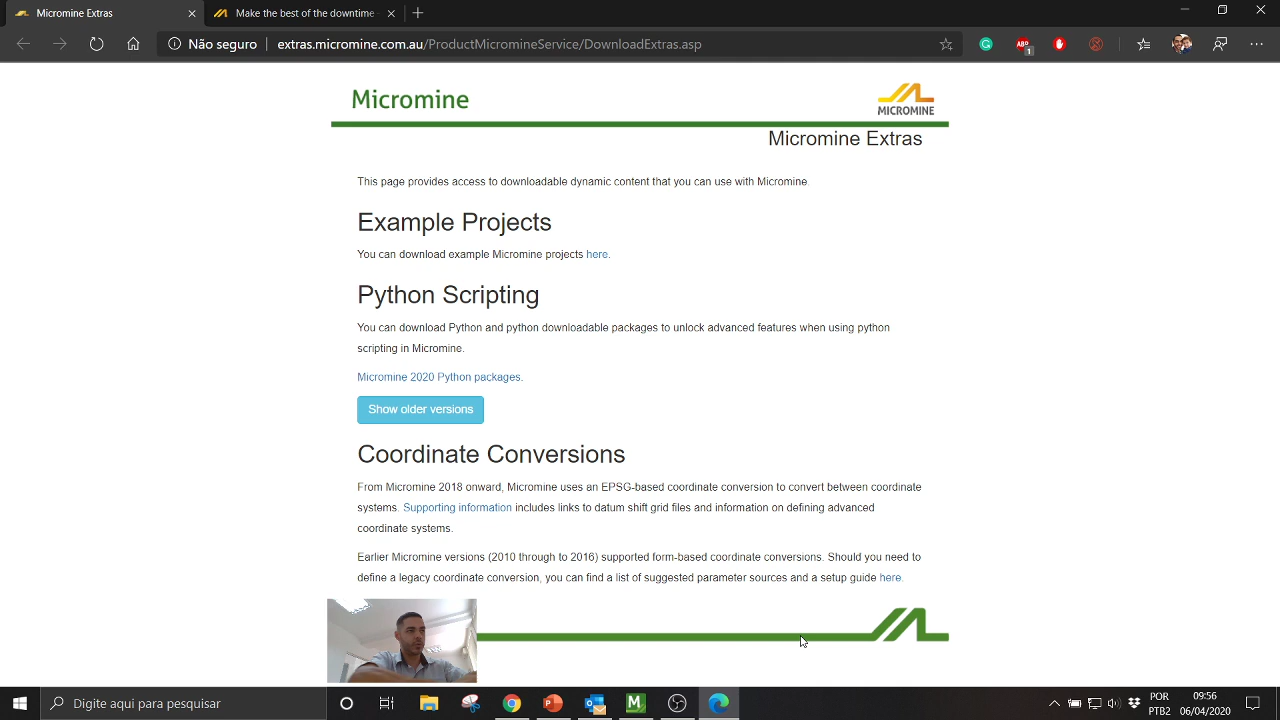 Micromine Extras
Make the best of the downtime
Não seguro
extras.micromine.com.au/ProductMicromineService/DownloadExtras.asp
ABP
1
Micromine
MICROMINE
Micromine Extras
This page provides access to downloadable dynamic content that you can use with Micromine.
Example Projects
You can download example Micromine projects here.
Python Scripting
You can download Python and python downloadable packages to unlock advanced features when using python
scripting in Micromine.
Micromine 2020 Python packages.
Show older versions
Coordinate Conversions
From Micromine 2018 onward, Micromine uses an EPSG-based coordinate conversion to convert between coordinate
systems. Supporting information includes links to datum shift grid files and information on defining advanced
coordinate systems.
Earlier Micromine versions (2010 through to 2016) supported form-based coordinate conversions. Should you need to
define a legacy coordinate conversion, you can find a list of suggested parameter sources and a setup guide here.
Digite aqui para pesquisar
POR
PTB2
09:56
06/04/2020